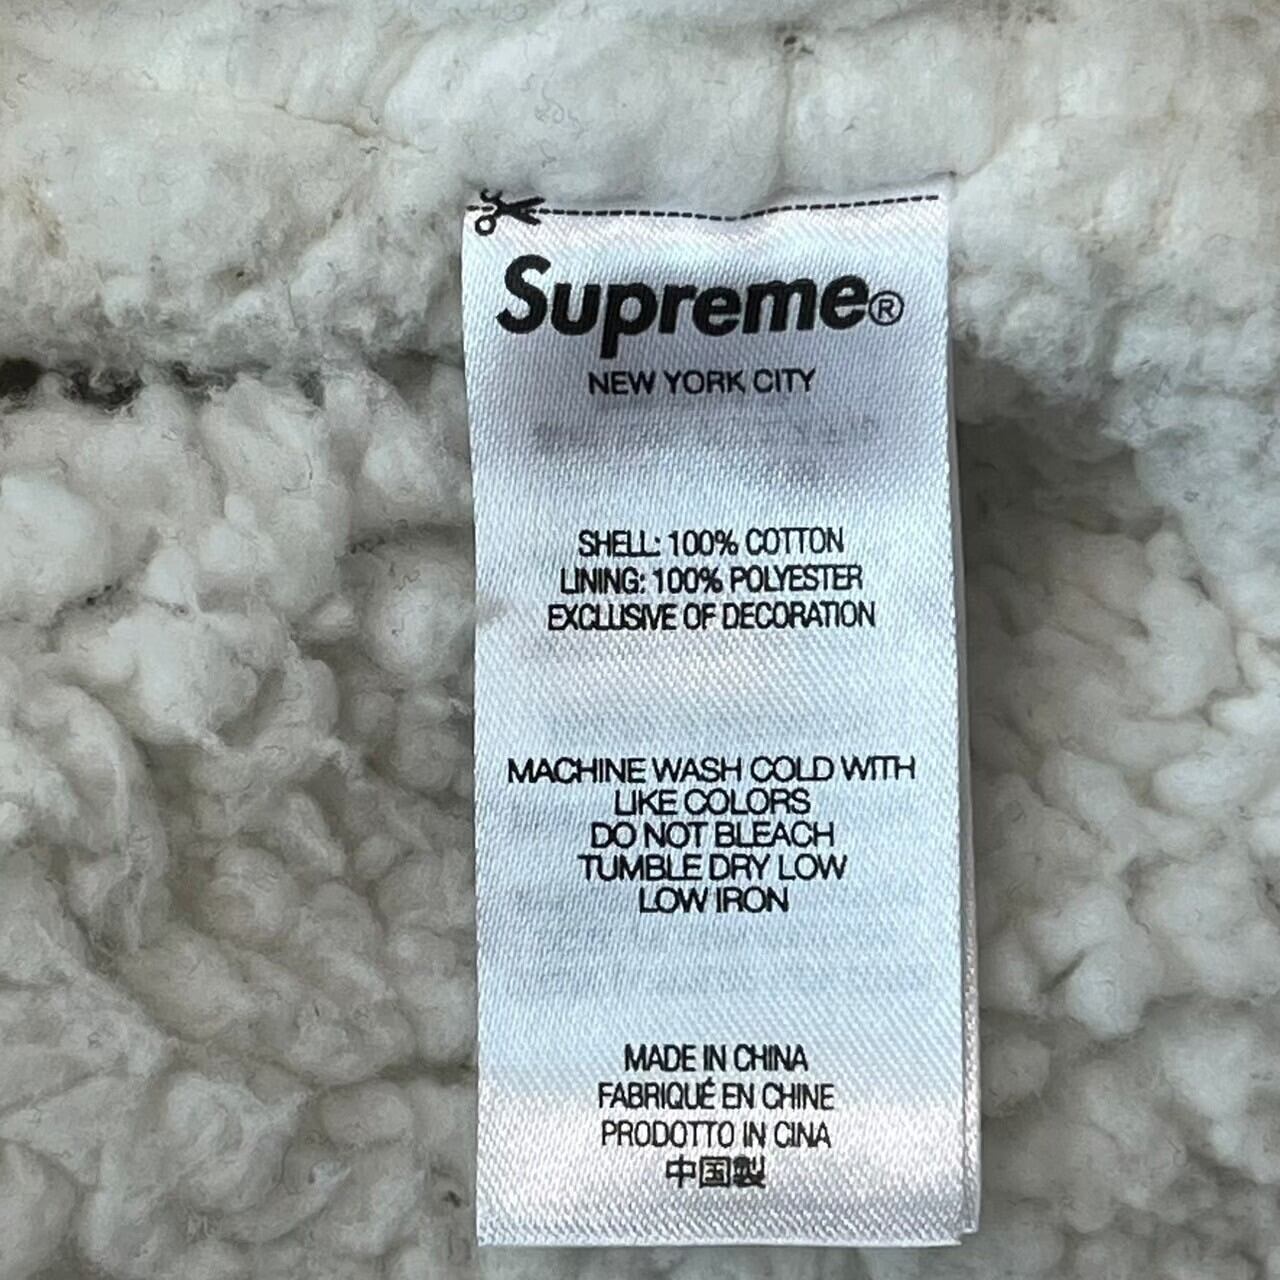 Supreme®
NEW YORK CITY
SHELL: 100% COTTON
LINING: 100% POLYESTER
EXCLUSIVE OF DECORATION
MACHINE WASH COLD WITH
LIKE COLORS
DO NOT BLEACH
TUMBLE DRY LOW
LOW IRON
MADE IN CHINA
FABRIQUÉ EN CHINE
PRODOTTO IN CINA
中国製